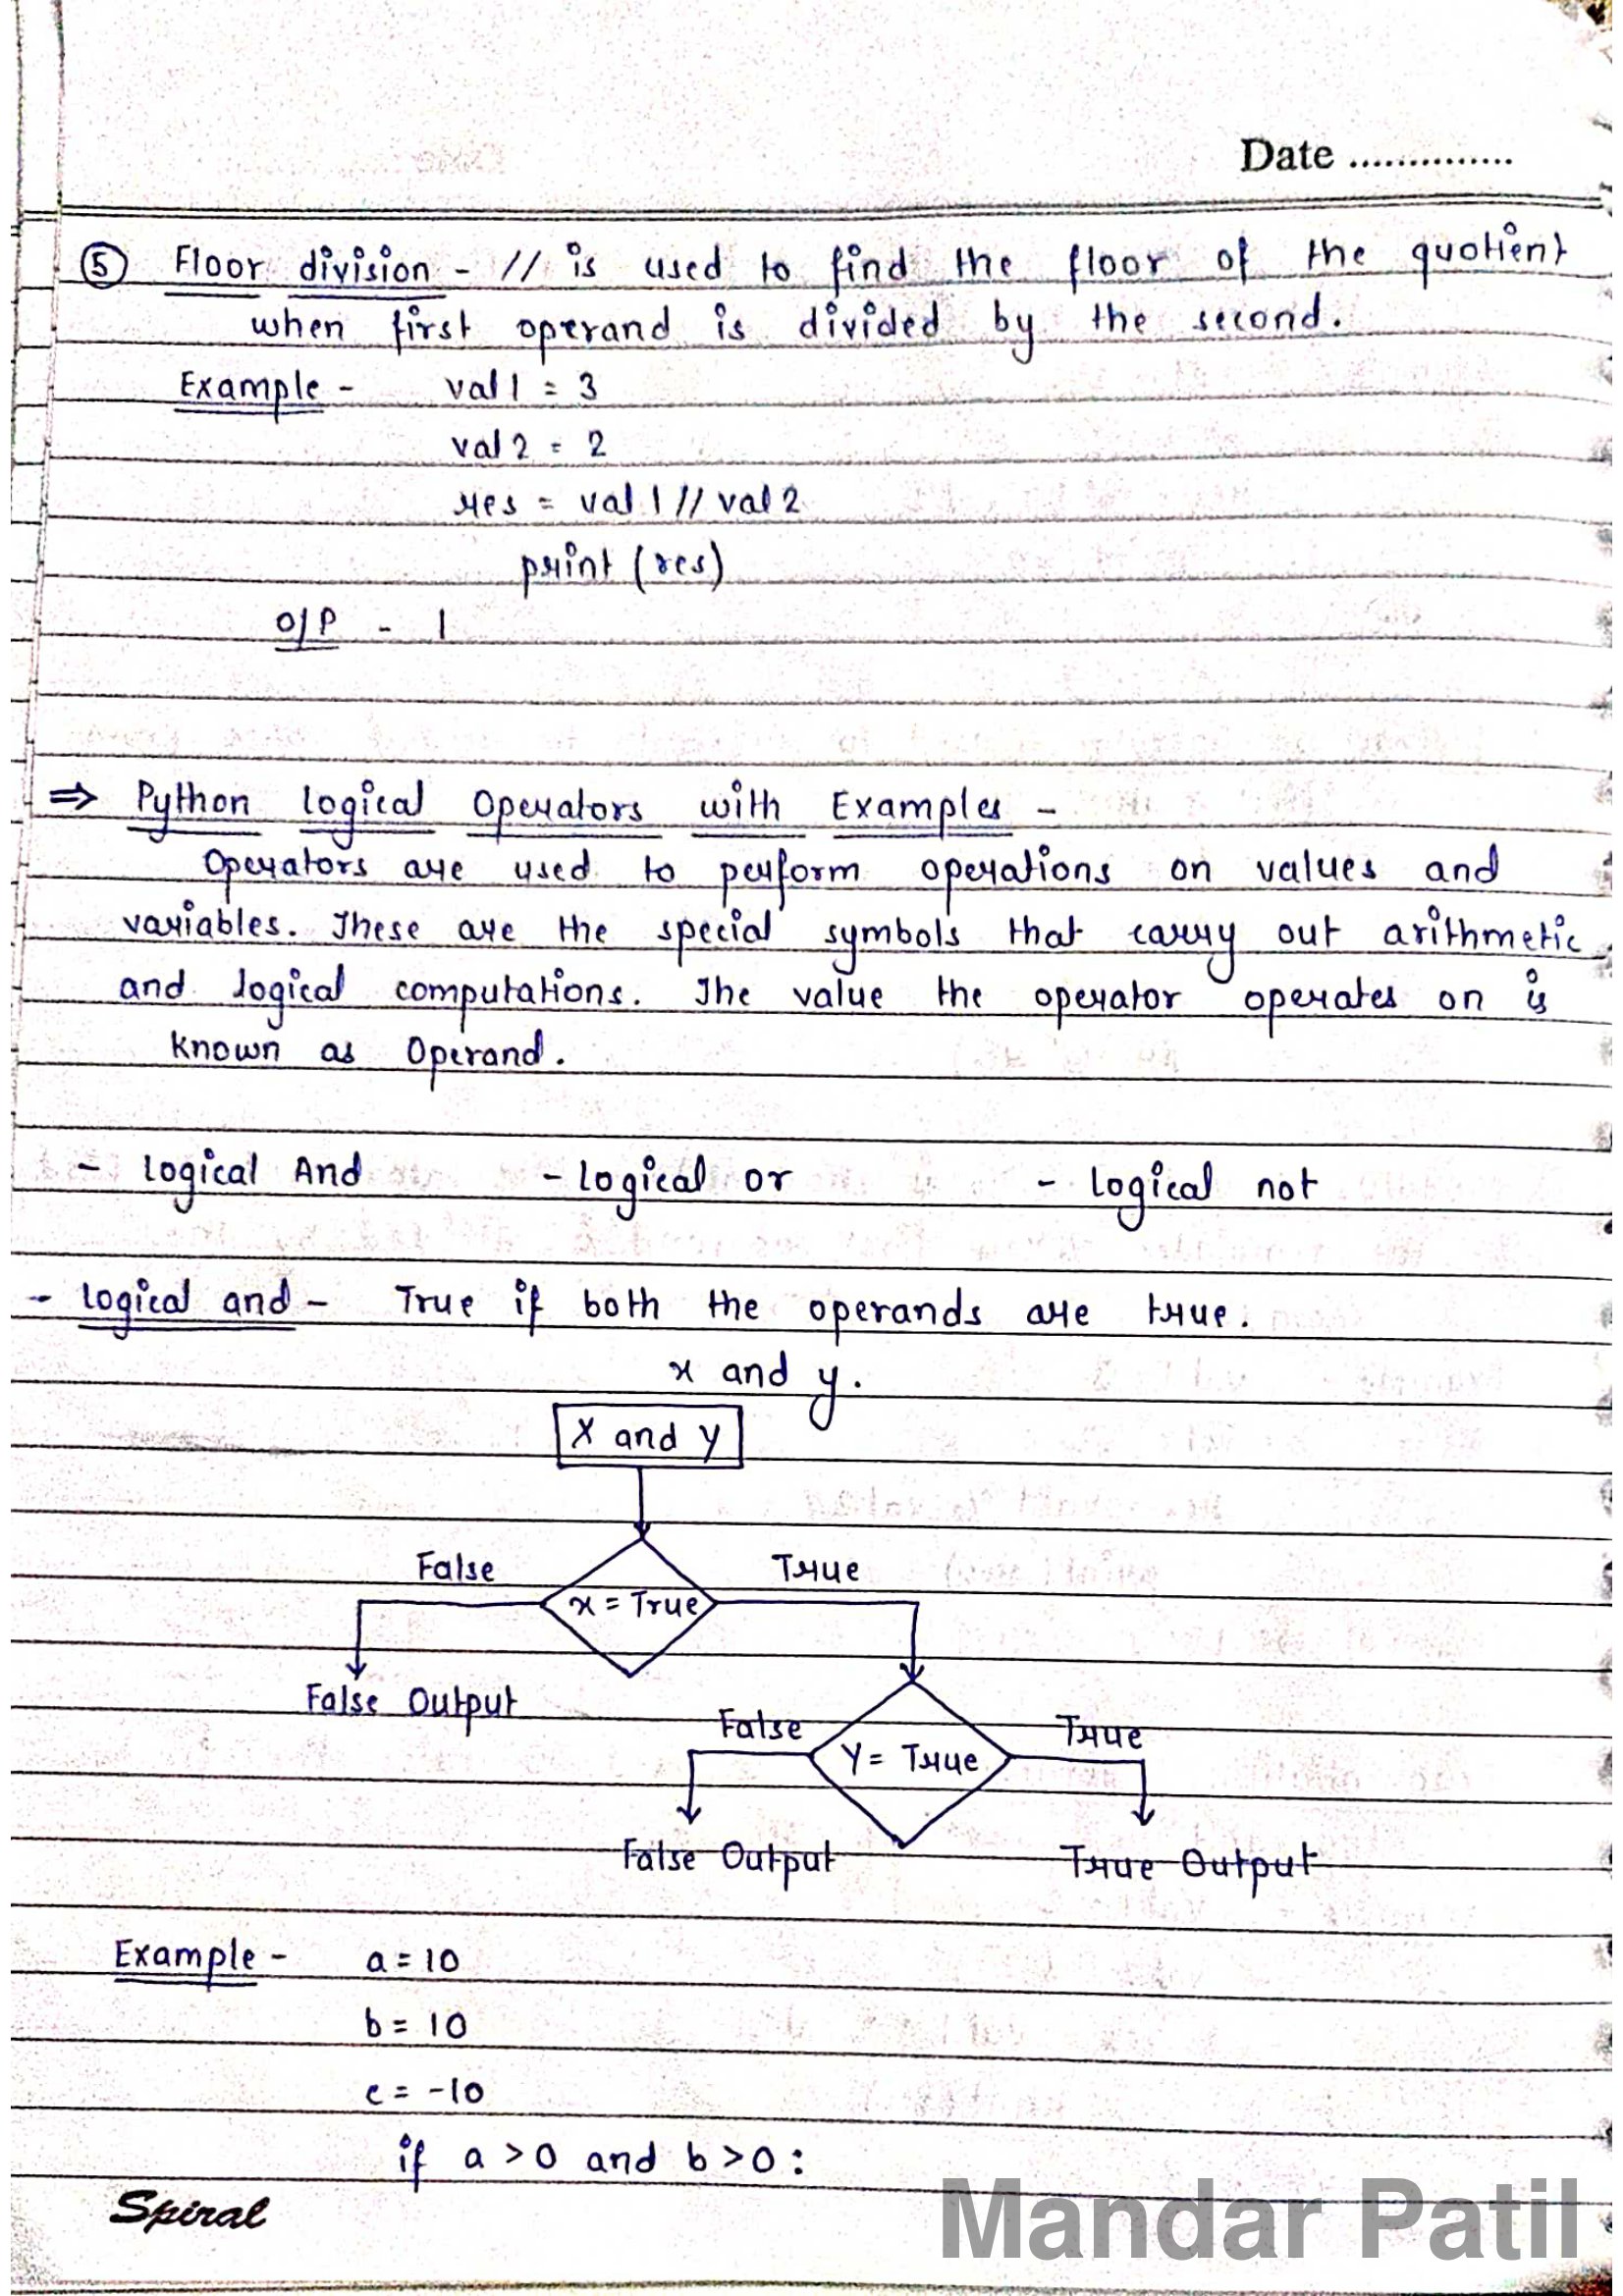 Date ..............
⑤ Floor division - // is used to find the floor of the quotient
when first operand is divided by the second.
Example - val1 = 3
val2 = 2
res = val1 // val2
print (res)
O/P - 1
⇒ Python logical Operators with Examples -
Operators are used to perform operations on values and
variables. These are the special symbols that carry out arithmetic
and logical computations. The value the operator operates on is
known as Operand.
- logical And - logical or - logical not
- logical and - True if both the operands are true.
x and y.
X and Y
False True
x = True
False Output
False True
Y = True
False Output True Output
Example - a = 10
b = 10
c = -10
if a > 0 and b > 0 :
Spiral
Mandar Patil